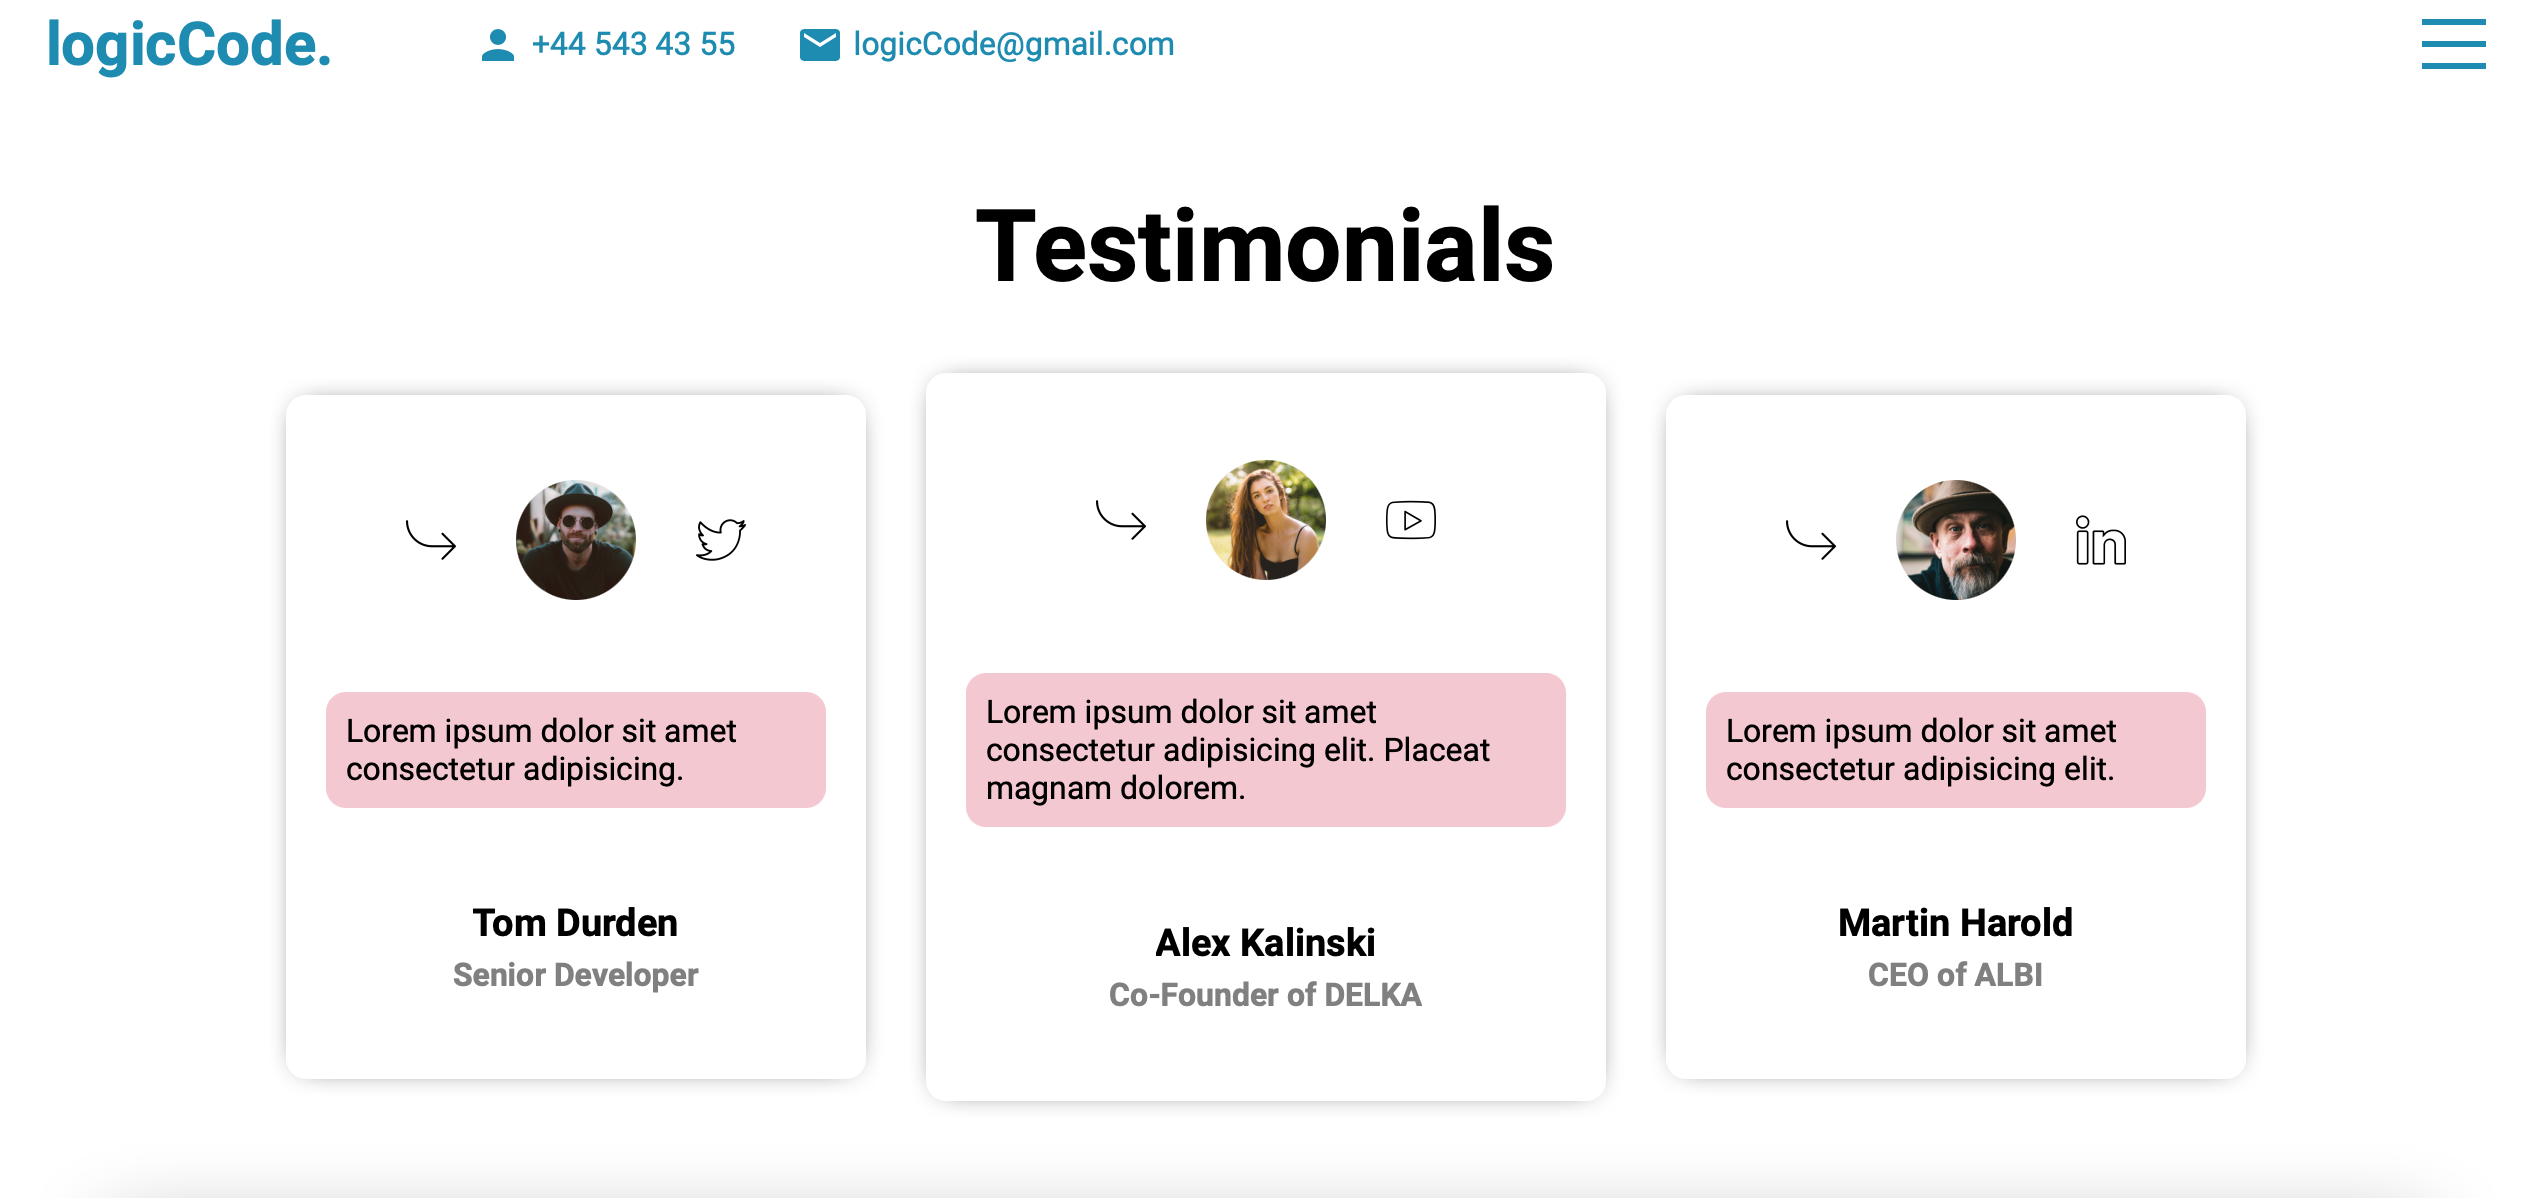 logicCode.
+44 543 43 55
logicCode@gmail.com
Testimonials
Lorem ipsum dolor sit amet
consectetur adipisicing.
Tom Durden
Senior Developer
Lorem ipsum dolor sit amet
consectetur adipisicing elit. Placeat
magnam dolorem.
Alex Kalinski
Co-Founder of DELKA
in
Lorem ipsum dolor sit amet
consectetur adipisicing elit.
Martin Harold
CEO of ALBI